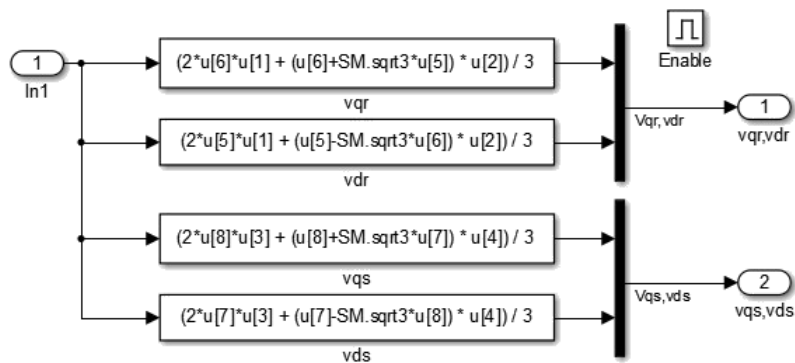 1
In1
(2*u[6]*u[1] + (u[6]+SM.sqrt3*u[5]) * u[2]) / 3
vqr
(2*u[5]*u[1] + (u[5]-SM.sqrt3*u[6]) * u[2]) / 3
vdr
(2*u[8]*u[3] + (u[8]+SM.sqrt3*u[7]) * u[4]) / 3
vqs
(2*u[7]*u[3] + (u[7]-SM.sqrt3*u[8]) * u[4]) / 3
vds
Enable
Vqr,vdr
1
vqr,vdr
Vqs,vds
2
vqs,vds